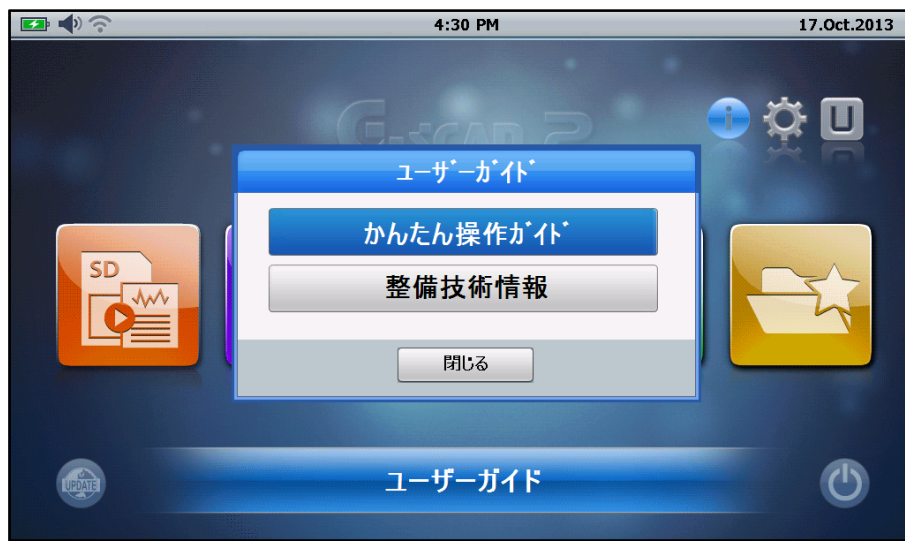 4:30 PM
17.Oct.2013
G-SCAN 2
U
ユーザーガイド
かんたん操作ガイド
整備技術情報
SD
閉じる
UPDATE
ユーザーガイド